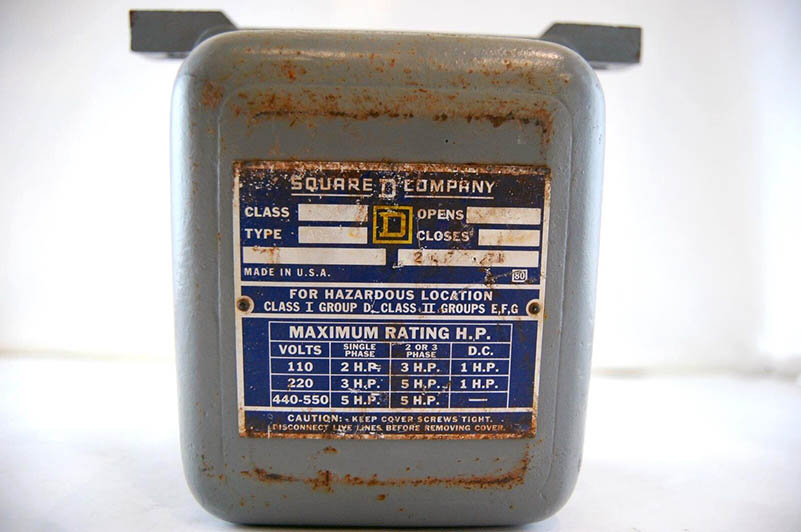 SQUARE D COMPANY
CLASS OPENS
D
TYPE CLOSES
MADE IN U.S.A. 80
FOR HAZARDOUS LOCATION
CLASS I GROUP D, CLASS II GROUPS E,F,G
MAXIMUM RATING H.P.
VOLTS SINGLE PHASE 2 OR 3 PHASE D.C.
110 2 H.P. 3 H.P. 1 H.P.
220 3 H.P. 5 H.P. 1 H.P.
440-550 5 H.P. 5 H.P. —
CAUTION:-KEEP COVER SCREWS TIGHT.
DISCONNECT LIVE LINES BEFORE REMOVING COVER.